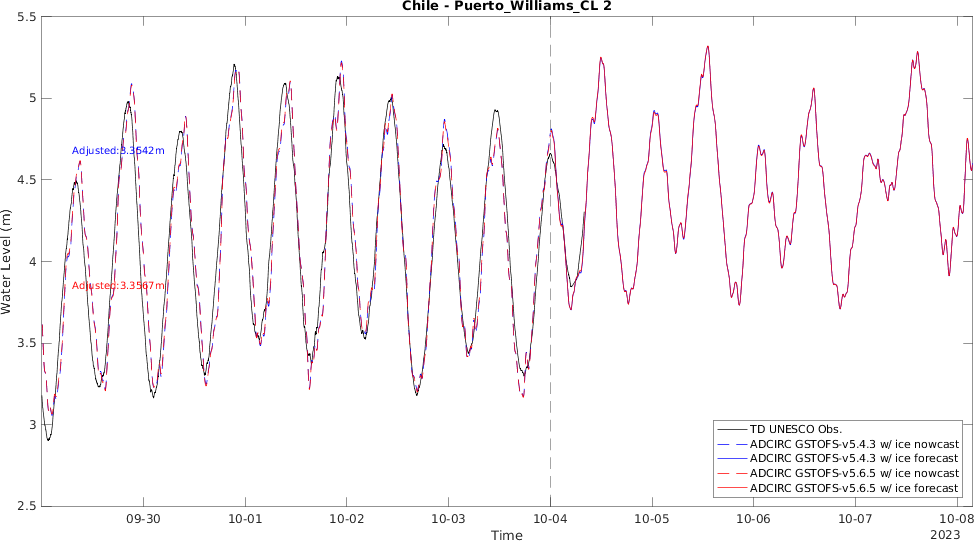 Chile - Puerto_Williams_CL 2
5.5
5
4.5
4
3.5
3
2.5
Water Level (m)
Adjusted:3.3542m
Adjusted:3.3567m
TD UNESCO Obs.
ADCIRC GSTOFS-v5.4.3 w/ ice nowcast
ADCIRC GSTOFS-v5.4.3 w/ ice forecast
ADCIRC GSTOFS-v5.6.5 w/ ice nowcast
ADCIRC GSTOFS-v5.6.5 w/ ice forecast
09-30
10-01
10-02
10-03
10-04
10-05
10-06
10-07
10-08
Time
2023